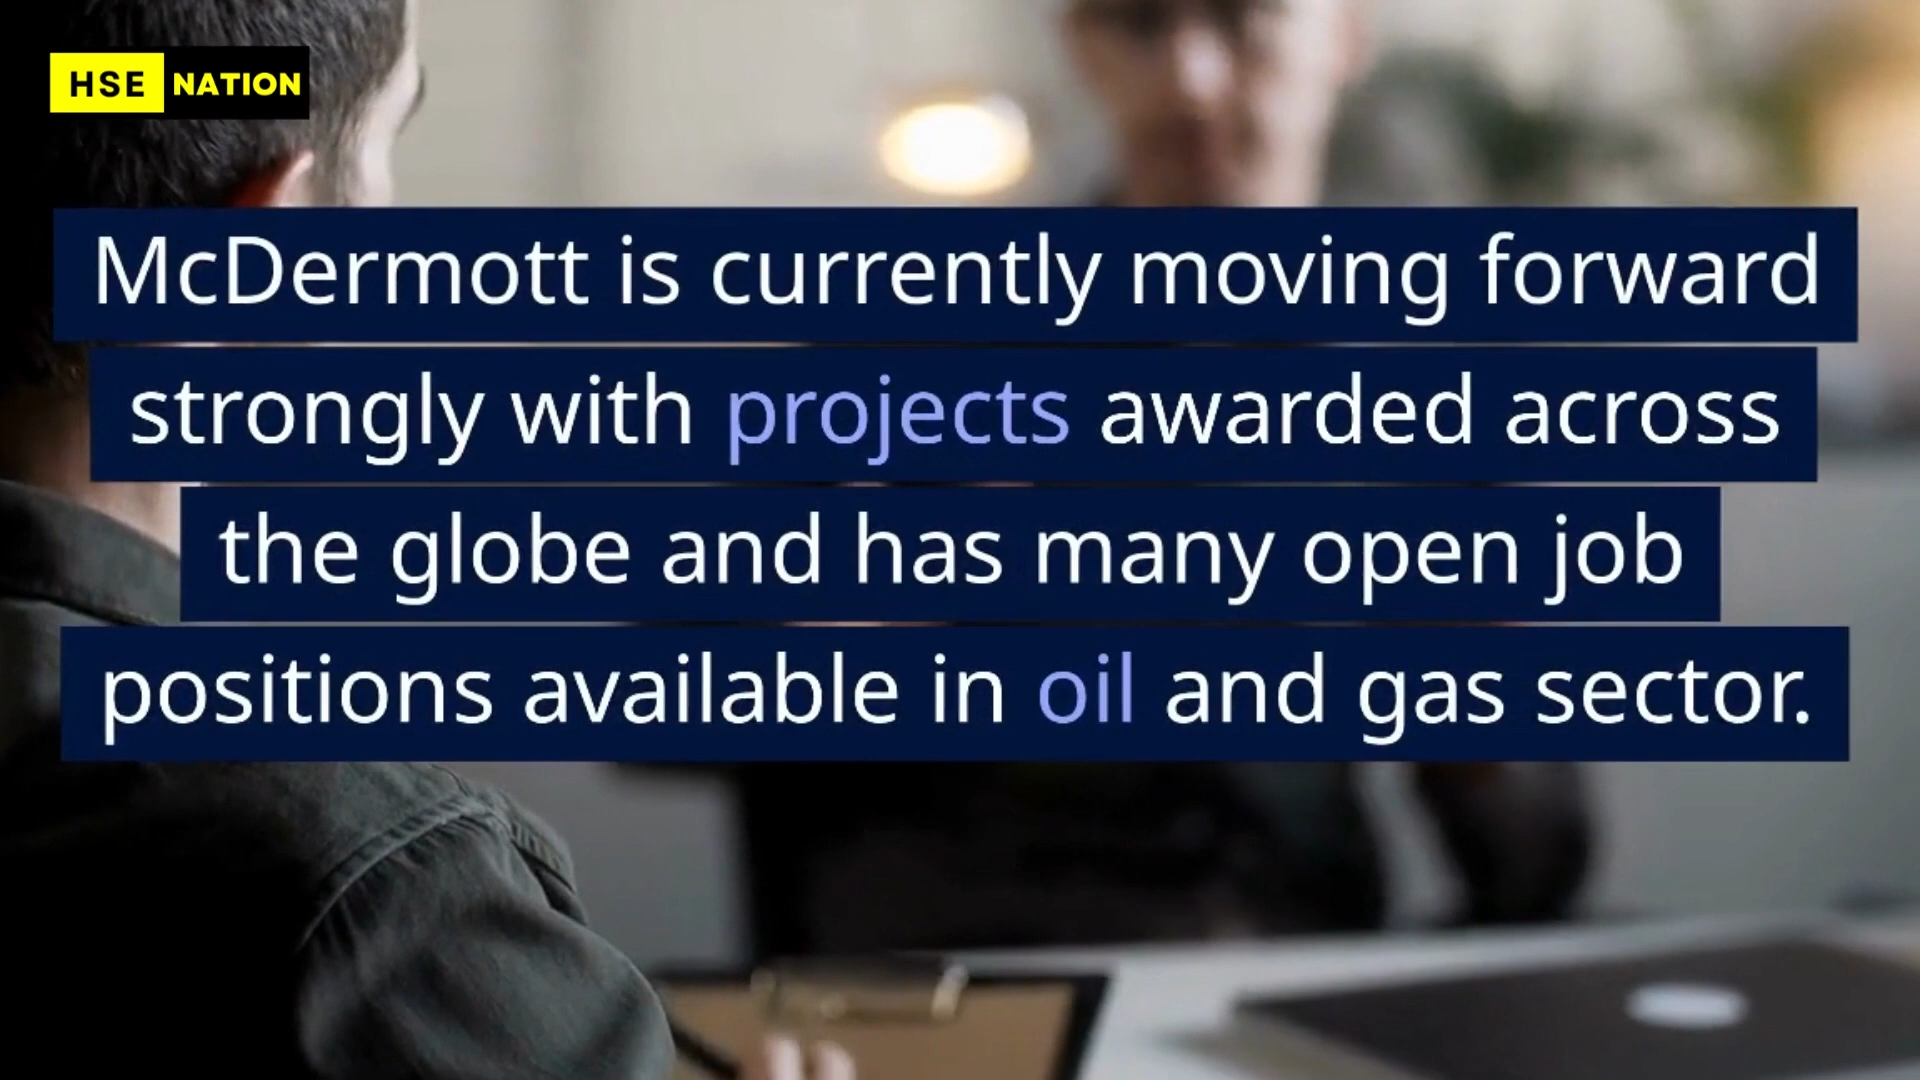 HSE NATION
McDermott is currently moving forward
strongly with projects awarded across
the globe and has many open job
positions available in oil and gas sector.